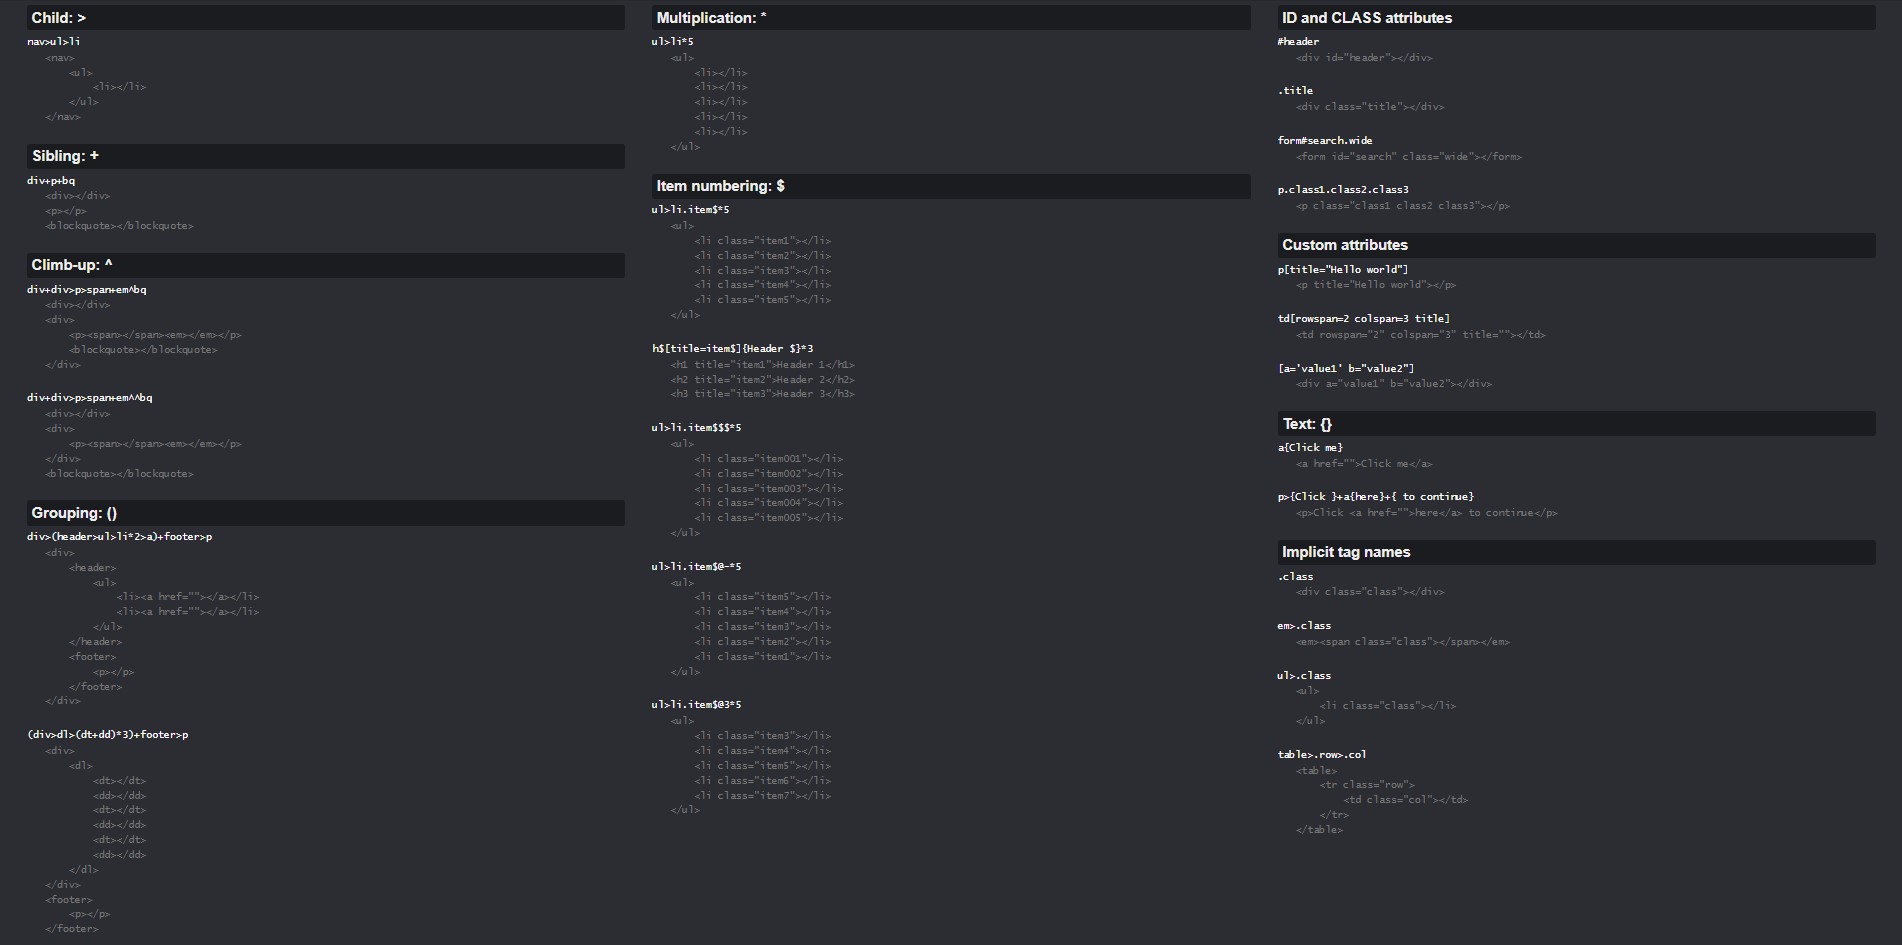 Child: >
nav>ul>li
<nav>
<ul>
<li></li>
</ul>
</nav>
Sibling: +
div+p+bq
<div></div>
<p></p>
<blockquote></blockquote>
Climb-up: ^
div+div>p>span+em^bq
<div></div>
<div>
<p><span></span><em></em></p>
<blockquote></blockquote>
</div>
div+div>p>span+em^^bq
<div></div>
<div>
<p><span></span><em></em></p>
</div>
<blockquote></blockquote>
Grouping: ()
div>(header>ul>li*2>a)+footer>p
<div>
<header>
<ul>
<li><a href=""></a></li>
<li><a href=""></a></li>
</ul>
</header>
<footer>
<p></p>
</footer>
</div>
(div>dl>(dt+dd)*3)+footer>p
<div>
<dl>
<dt></dt>
<dd></dd>
<dt></dt>
<dd></dd>
<dt></dt>
<dd></dd>
</dl>
</div>
<footer>
<p></p>
</footer>
Multiplication: *
ul>li*5
<ul>
<li></li>
<li></li>
<li></li>
<li></li>
<li></li>
</ul>
Item numbering: $
ul>li.item$*5
<ul>
<li class="item1"></li>
<li class="item2"></li>
<li class="item3"></li>
<li class="item4"></li>
<li class="item5"></li>
</ul>
h$[title=item$]{Header $}*3
<h1 title="item1">Header 1</h1>
<h2 title="item2">Header 2</h2>
<h3 title="item3">Header 3</h3>
ul>li.item$$$*5
<ul>
<li class="item001"></li>
<li class="item002"></li>
<li class="item003"></li>
<li class="item004"></li>
<li class="item005"></li>
</ul>
ul>li.item$@-*5
<ul>
<li class="item5"></li>
<li class="item4"></li>
<li class="item3"></li>
<li class="item2"></li>
<li class="item1"></li>
</ul>
ul>li.item$@3*5
<ul>
<li class="item3"></li>
<li class="item4"></li>
<li class="item5"></li>
<li class="item6"></li>
<li class="item7"></li>
</ul>
ID and CLASS attributes
#header
<div id="header"></div>
.title
<div class="title"></div>
form#search.wide
<form id="search" class="wide"></form>
p.class1.class2.class3
<p class="class1 class2 class3"></p>
Custom attributes
p[title="Hello world"]
<p title="Hello world"></p>
td[rowspan=2 colspan=3 title]
<td rowspan="2" colspan="3" title=""></td>
[a='value1' b="value2"]
<div a="value1" b="value2"></div>
Text: {}
a{Click me}
<a href="">Click me</a>
p>{Click }+a{here}+{ to continue}
<p>Click <a href="">here</a> to continue</p>
Implicit tag names
.class
<div class="class"></div>
em>.class
<em><span class="class"></span></em>
ul>.class
<ul>
<li class="class"></li>
</ul>
table>.row>.col
<table>
<tr class="row">
<td class="col"></td>
</tr>
</table>